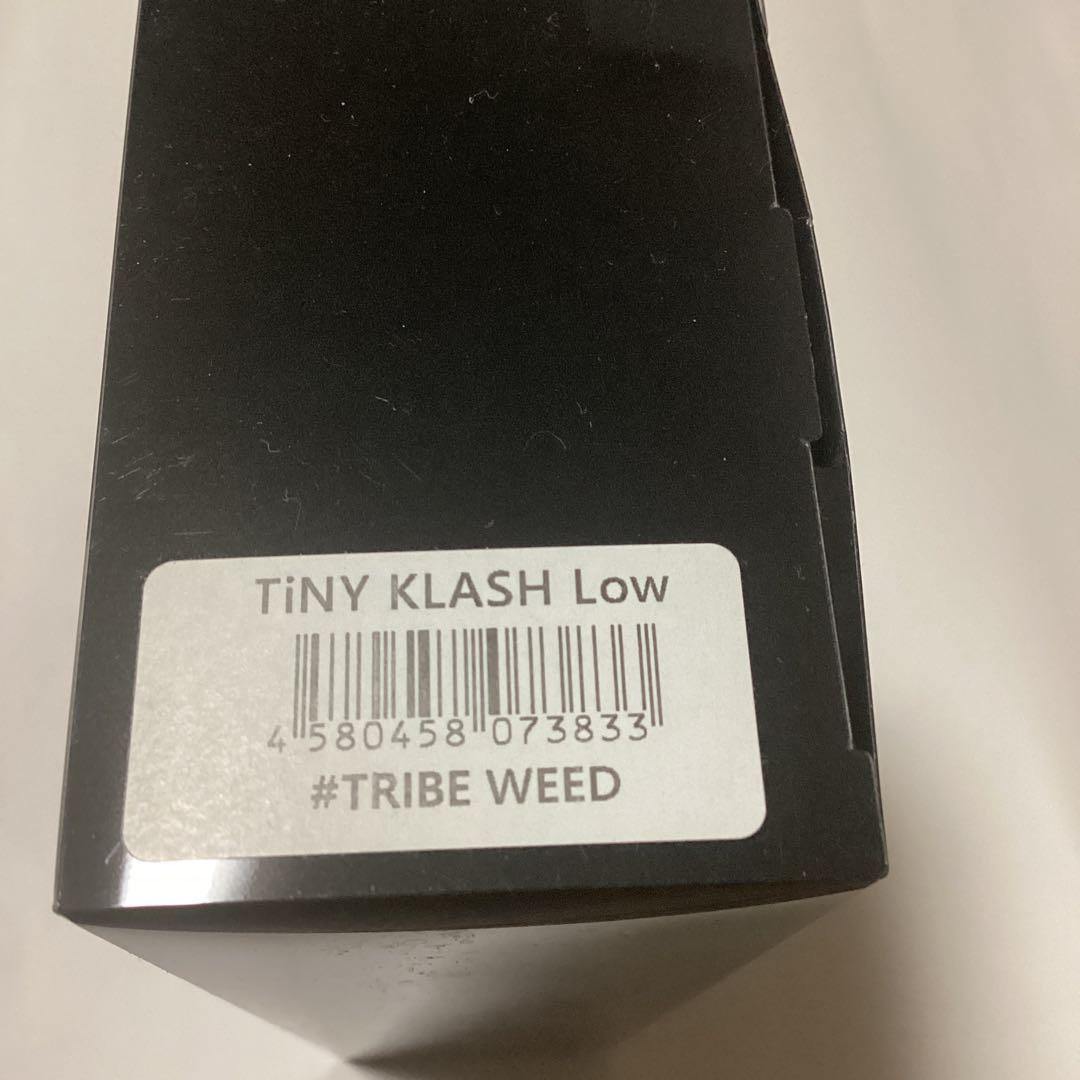 TiNY KLASH Low
4 580458 073833
#TRIBE WEED